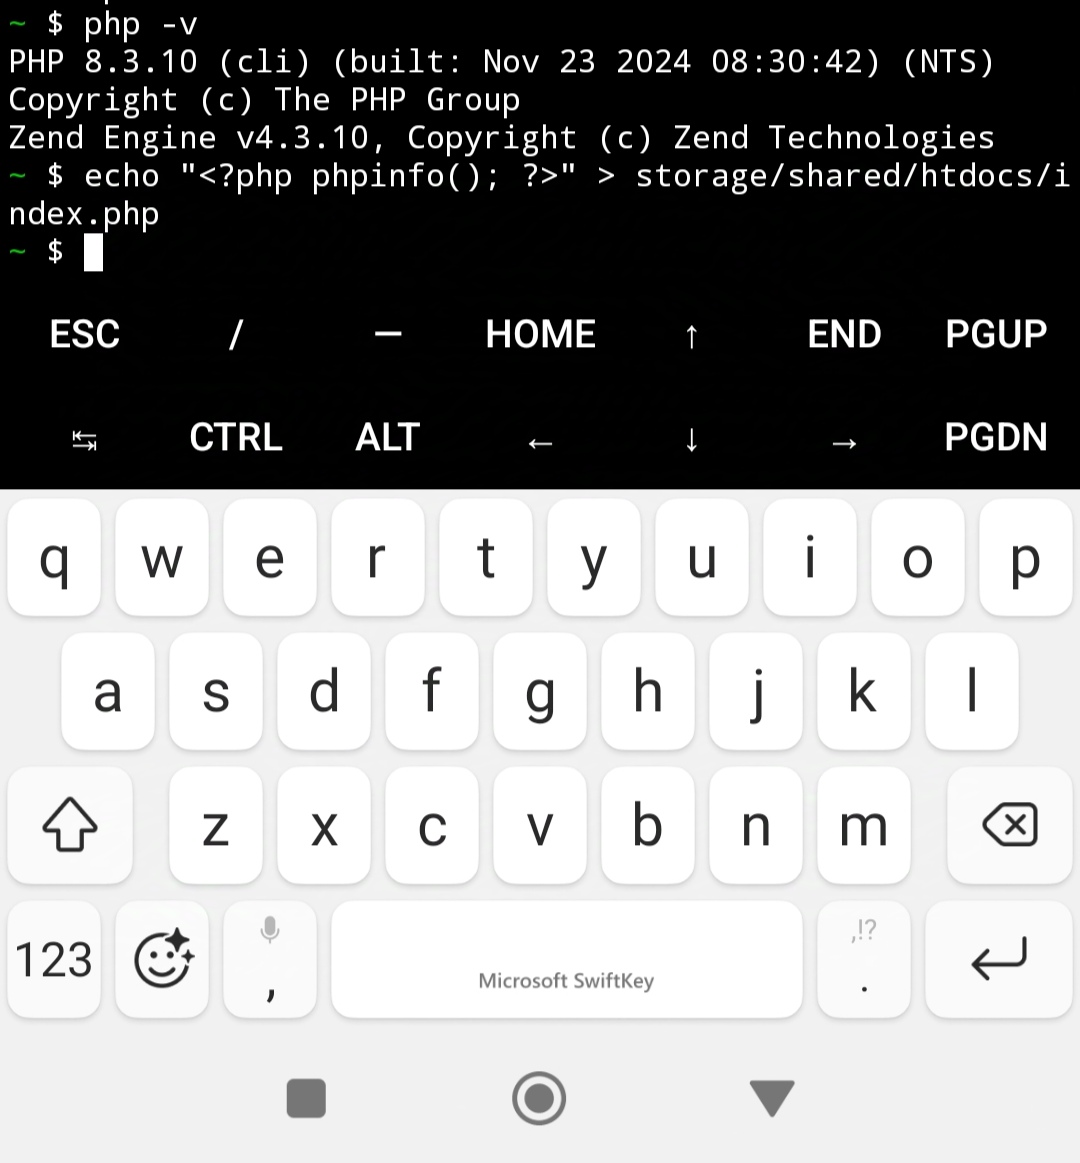 ~ $ php -v
PHP 8.3.10 (cli) (built: Nov 23 2024 08:30:42) (NTS)
Copyright (c) The PHP Group
Zend Engine v4.3.10, Copyright (c) Zend Technologies
~ $ echo "<?php phpinfo(); ?>" > storage/shared/htdocs/i
ndex.php
~ $
ESC / — HOME ↑ END PGUP
↹ CTRL ALT ← ↓ → PGDN
q w e r t y u i o p
a s d f g h j k l
z x c v b n m
,!?
123 , Microsoft SwiftKey .